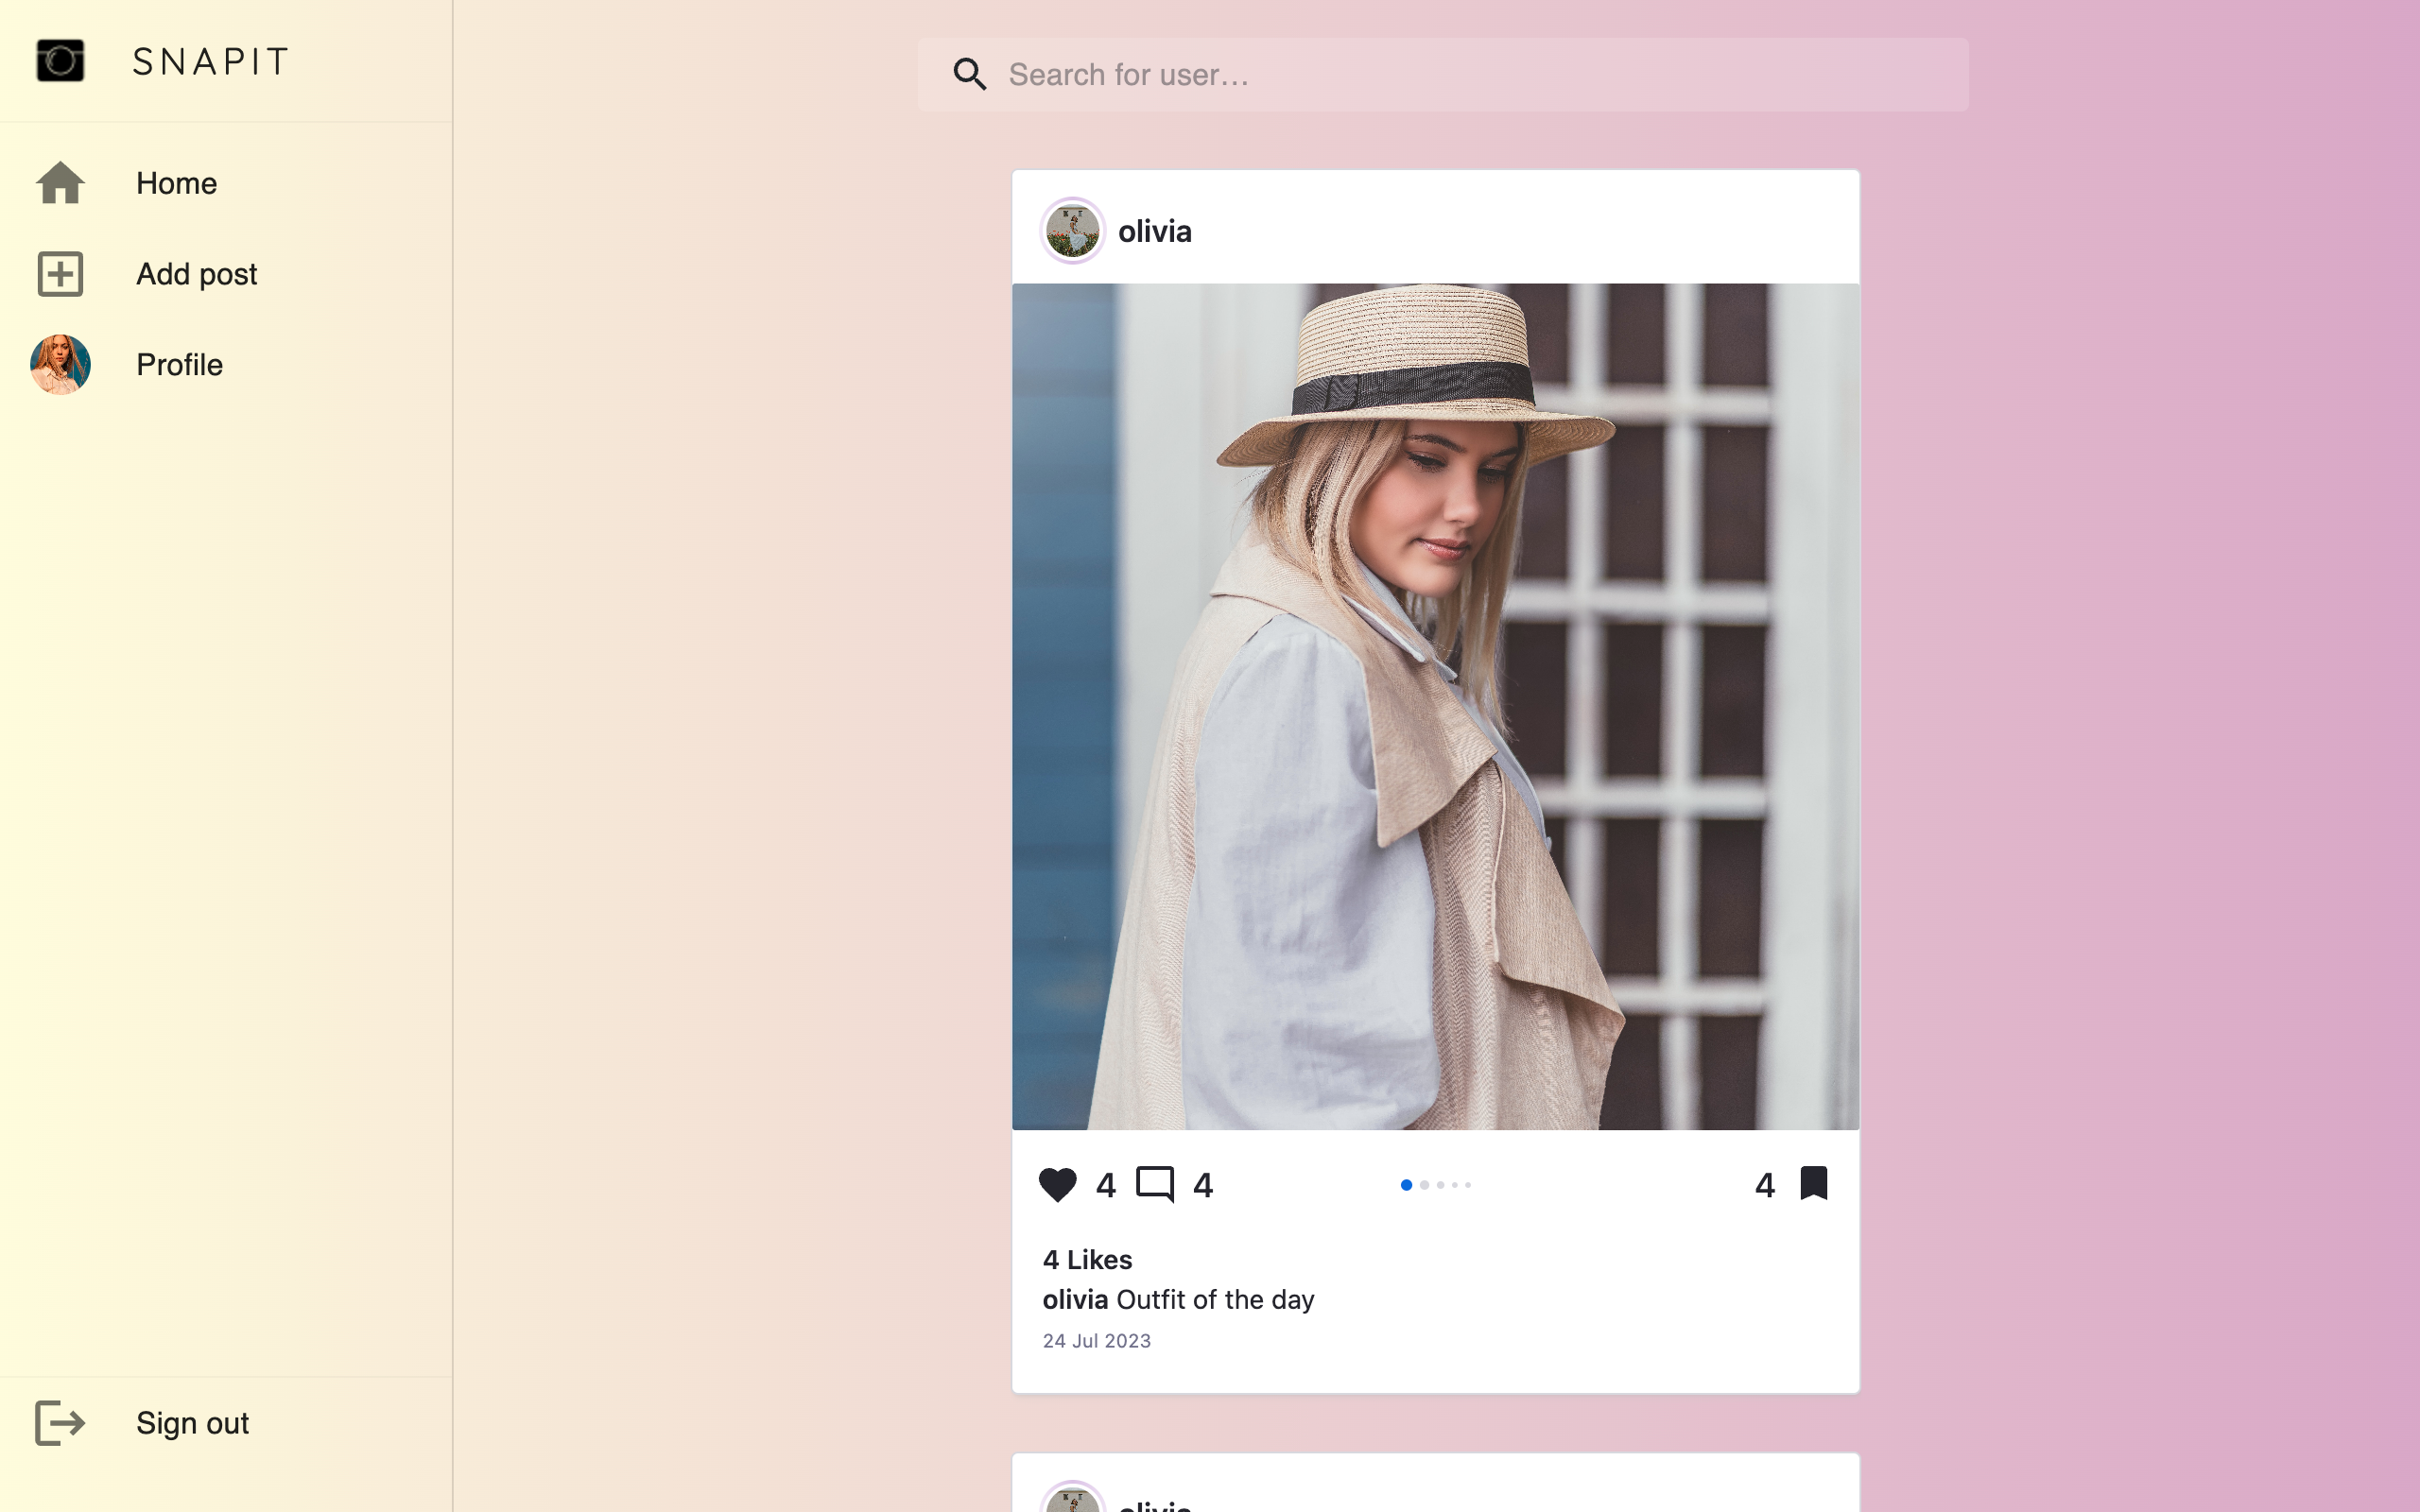 SNAPIT
Home
Add post
Profile
Sign out
Search for user...
olivia
4 4 4
4 Likes
olivia Outfit of the day
24 Jul 2023
olivia